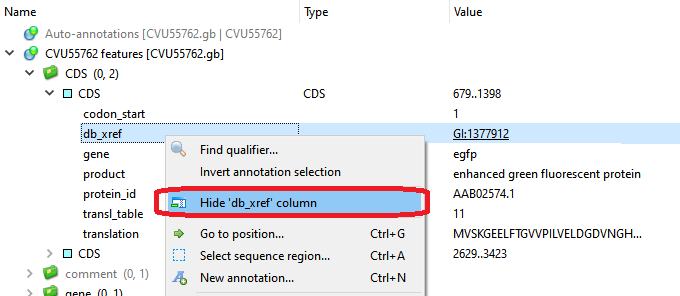 Name Type Value
Auto-annotations [CVU55762.gb | CVU55762]
CVU55762 features [CVU55762.gb]
CDS (0, 2)
CDS CDS 679..1398
codon_start 1
db_xref GI:1377912
gene egfp
product enhanced green fluorescent protein
protein_id AAB02574.1
transl_table 11
translation MVSKGEELFTGVVPILVELDGDVNGH...
CDS 2629..3423
comment (0, 1)
gene (0, 2)
Find qualifier...
Invert annotation selection
Hide 'db_xref' column
Go to position... Ctrl+G
Select sequence region... Ctrl+A
New annotation... Ctrl+N